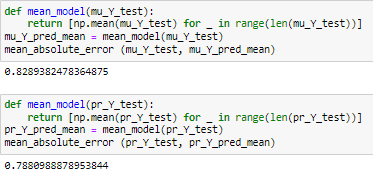 def mean_model(mu_Y_test):
    return [np.mean(mu_Y_test) for _ in range(len(mu_Y_test))]
mu_Y_pred_mean = mean_model(mu_Y_test)
mean_absolute_error (mu_Y_test, mu_Y_pred_mean)
0.8289382478364875
def mean_model(pr_Y_test):
    return [np.mean(pr_Y_test) for _ in range(len(pr_Y_test))]
pr_Y_pred_mean = mean_model(pr_Y_test)
mean_absolute_error (pr_Y_test, pr_Y_pred_mean)
0.7880988878953844